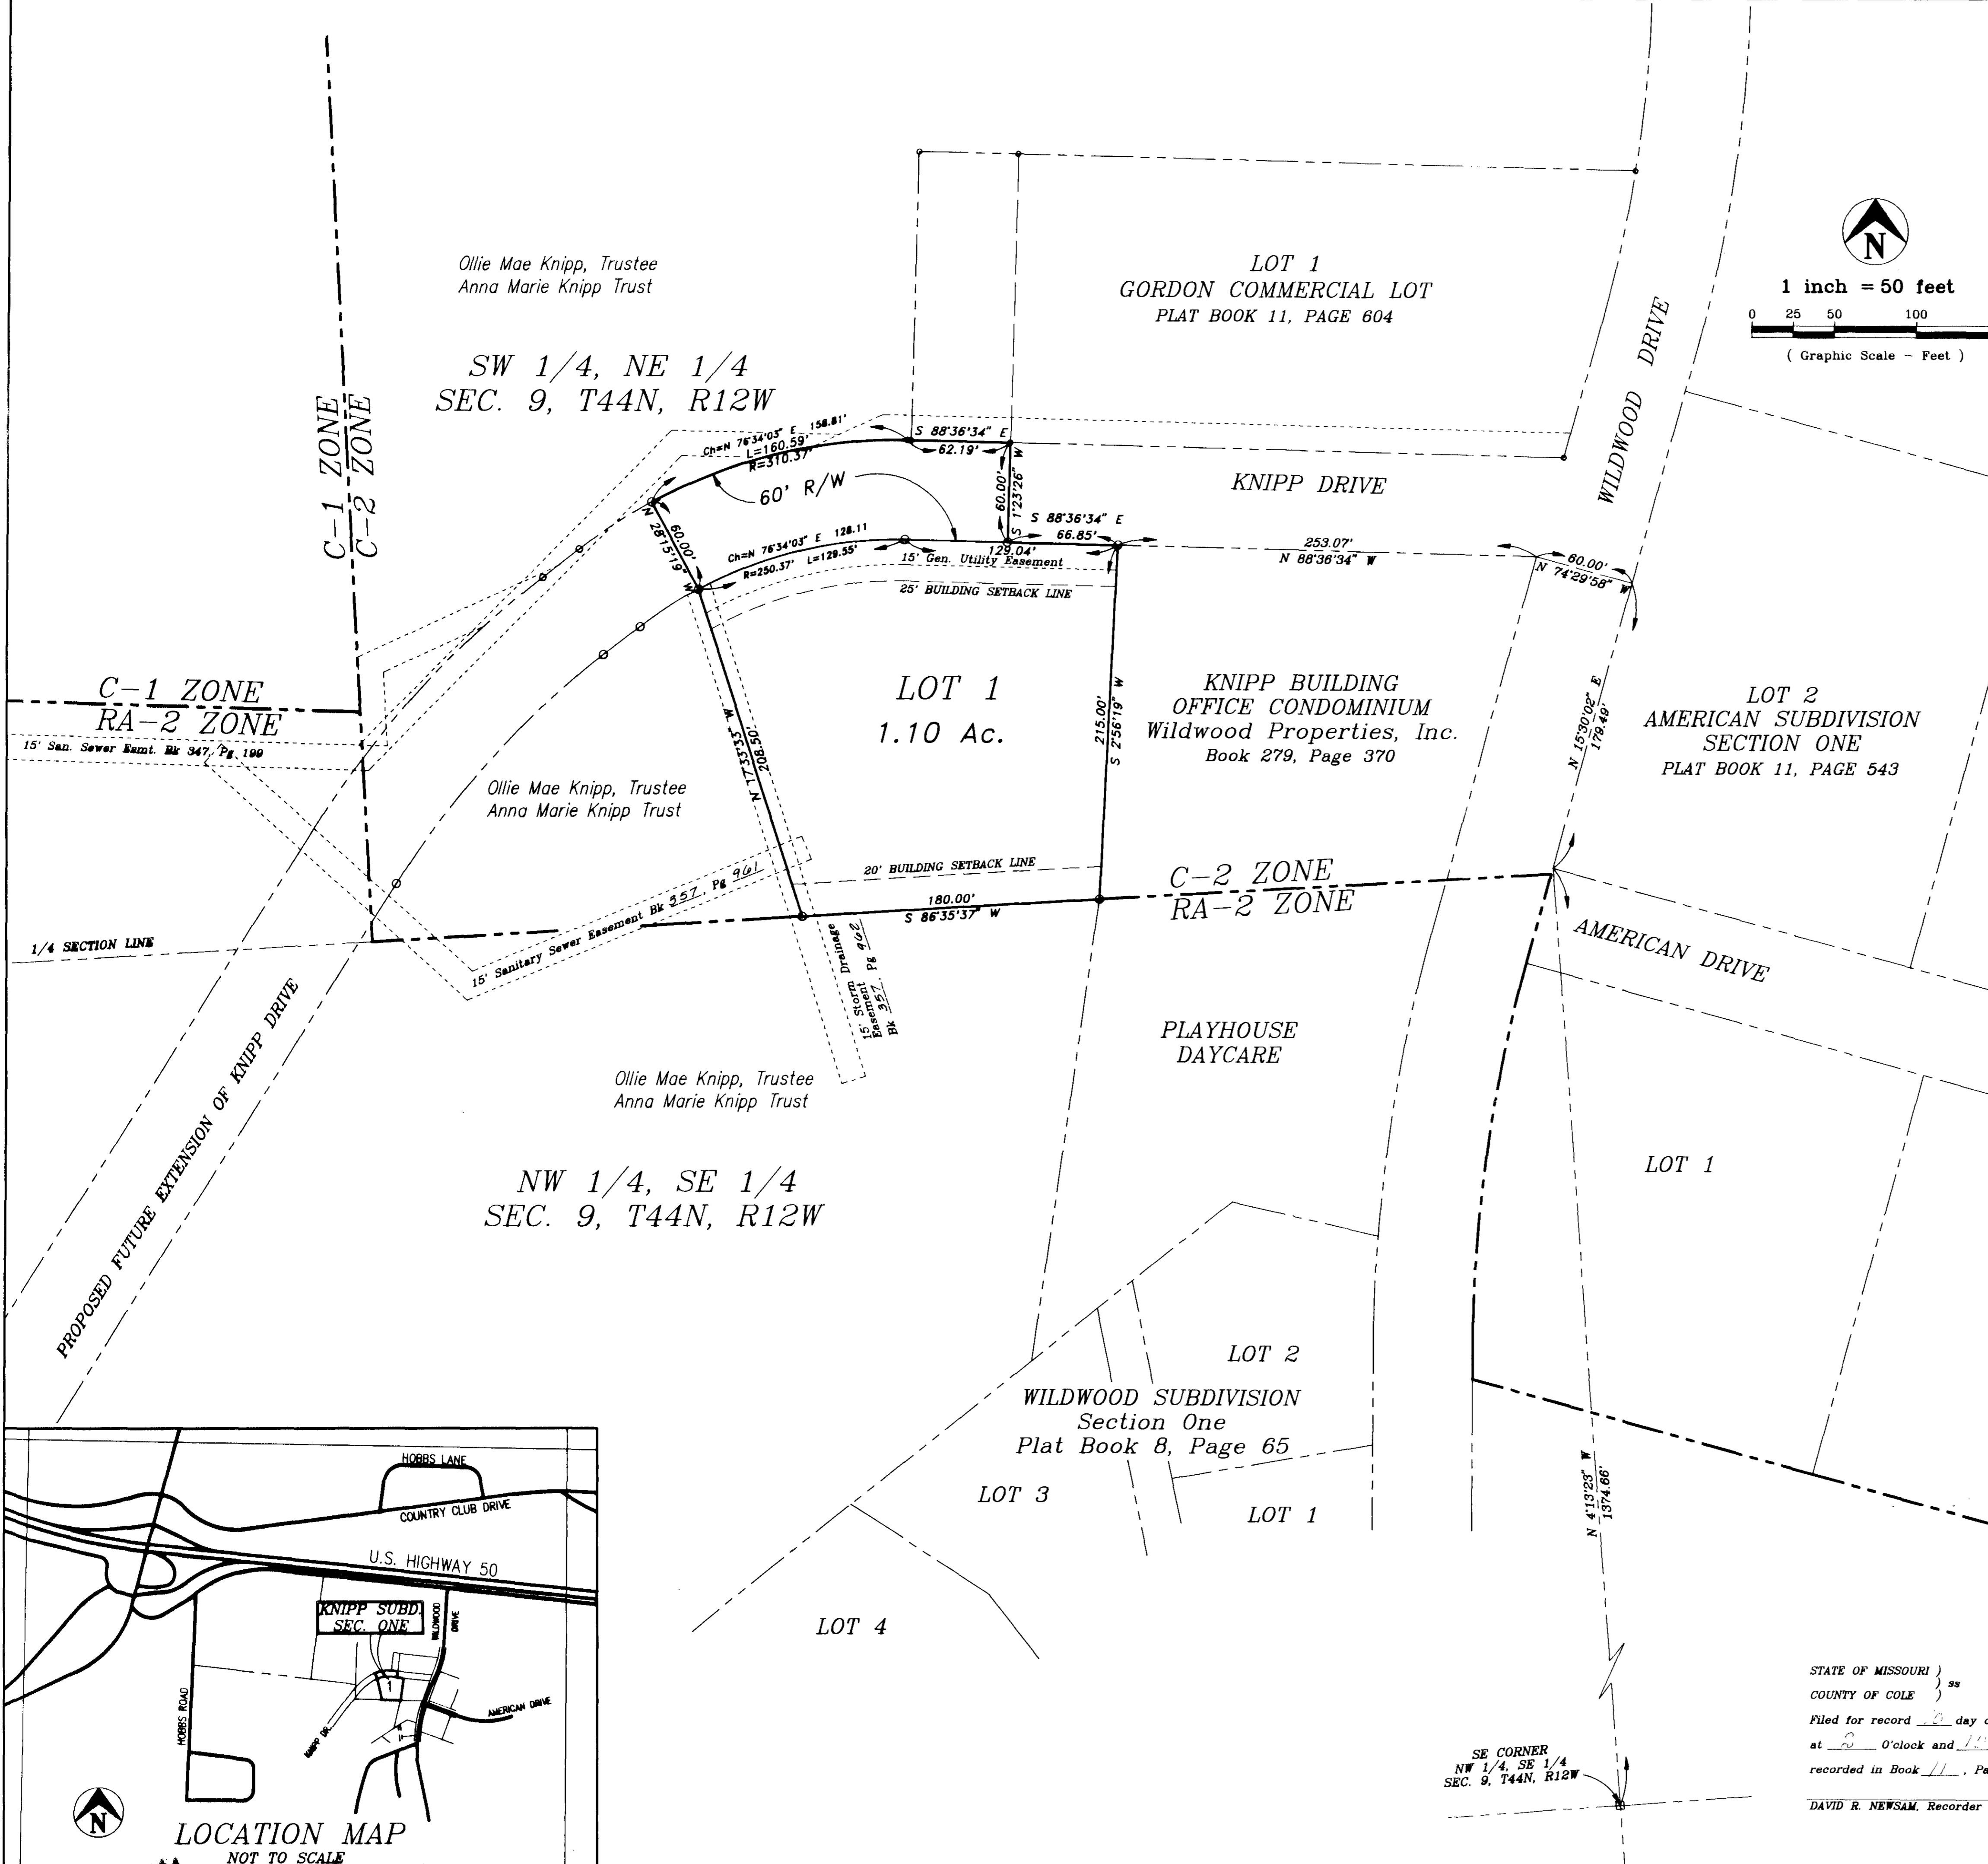 Ollie Mae Knipp, Trustee
Anna Marie Knipp Trust
SW 1/4, NE 1/4
SEC. 9, T44N, R12W
C-1 ZONE
C-2 ZONE
LOT 1
GORDON COMMERCIAL LOT
PLAT BOOK 11, PAGE 604
WILDWOOD DRIVE
N
1 inch = 50 feet
0 25 50 100
( Graphic Scale - Feet )
Ch=N 76°34'03" E 158.81'
L=160.59'
R=310.37'
S 88°36'34" E
62.19'
60' R/W
60.00'
S 1°23'26" W
KNIPP DRIVE
WILDWOOD DRIVE
60.00'
N 28°15'19" W
Ch=N 76°34'03" E 128.11
R=250.37' L=129.55'
S 88°36'34" E
66.85'
129.04'
15' Gen. Utility Easement
25' BUILDING SETBACK LINE
253.07'
N 88°36'34" W
60.00'
N 74°29'58" W
C-1 ZONE
RA-2 ZONE
15' San. Sewer Esmt. Bk 347, Pg 199
LOT 1
1.10 Ac.
N 17°33'33" W
208.50'
215.00'
S 2°56'19" W
KNIPP BUILDING
OFFICE CONDOMINIUM
Wildwood Properties, Inc.
Book 279, Page 370
N 15°30'02" E
179.49'
LOT 2
AMERICAN SUBDIVISION
SECTION ONE
PLAT BOOK 11, PAGE 543
Ollie Mae Knipp, Trustee
Anna Marie Knipp Trust
20' BUILDING SETBACK LINE
180.00'
S 86°35'37" W
C-2 ZONE
RA-2 ZONE
1/4 SECTION LINE
15' Sanitary Sewer Easement Bk 357, Pg 961
15' Storm Drainage
Easement
Bk 357, Pg 962
AMERICAN DRIVE
PROPOSED FUTURE EXTENSION OF KNIPP DRIVE
PLAYHOUSE
DAYCARE
Ollie Mae Knipp, Trustee
Anna Marie Knipp Trust
NW 1/4, SE 1/4
SEC. 9, T44N, R12W
LOT 1
LOT 2
WILDWOOD SUBDIVISION
Section One
Plat Book 8, Page 65
LOT 3
LOT 1
LOT 4
N 4°13'23" W
1374.66'
HOBBS LANE
COUNTRY CLUB DRIVE
U.S. HIGHWAY 50
KNIPP SUBD.
SEC. ONE
WILDWOOD
DRIVE
1
HOBBS ROAD
KNIPP DR.
AMERICAN DRIVE
N
LOCATION MAP
NOT TO SCALE
SE CORNER
NW 1/4, SE 1/4
SEC. 9, T44N, R12W
STATE OF MISSOURI )
) ss
COUNTY OF COLE )
Filed for record day
at 2 O'clock and
recorded in Book 11 ,
DAVID R. NEWSAM, Recorder